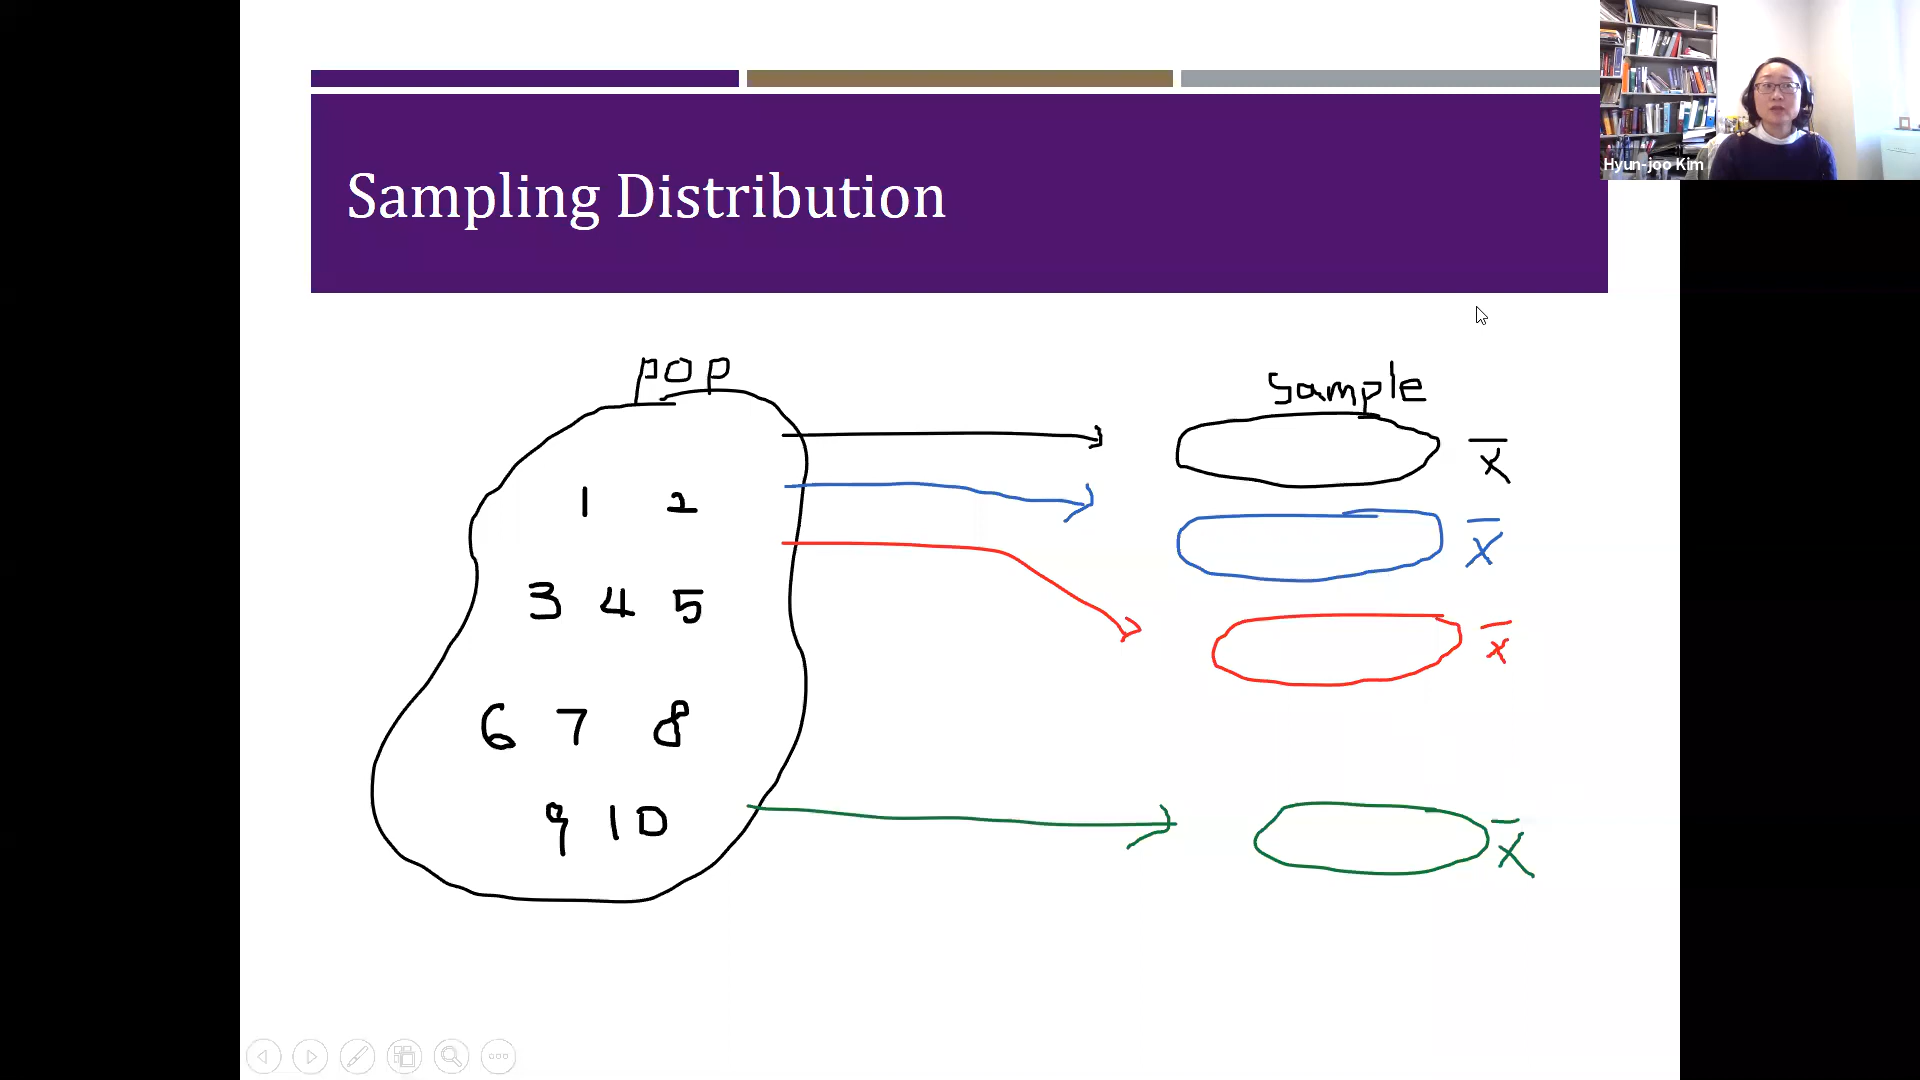 Hyun-joo Kim
Sampling Distribution
pop
Sample
x̄
1 2
x̄
3 4 5
x̄
6 7 8
9 10
x̄